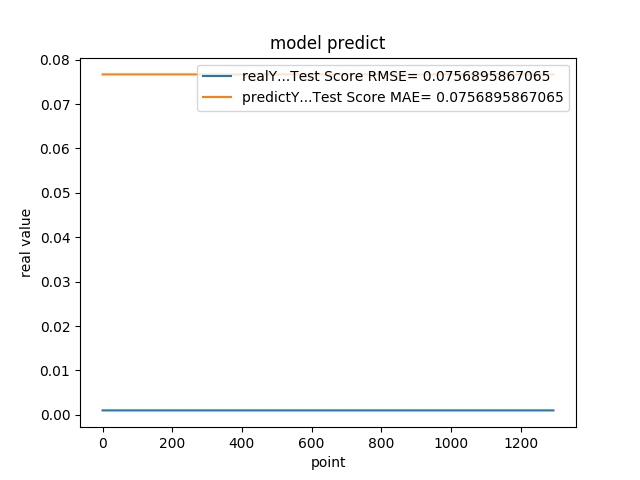 model predict
realY...Test Score RMSE= 0.0756895867065
predictY...Test Score MAE= 0.0756895867065
0.08
0.07
0.06
0.05
0.04
0.03
0.02
0.01
0.00
real value
0 200 400 600 800 1000 1200
point